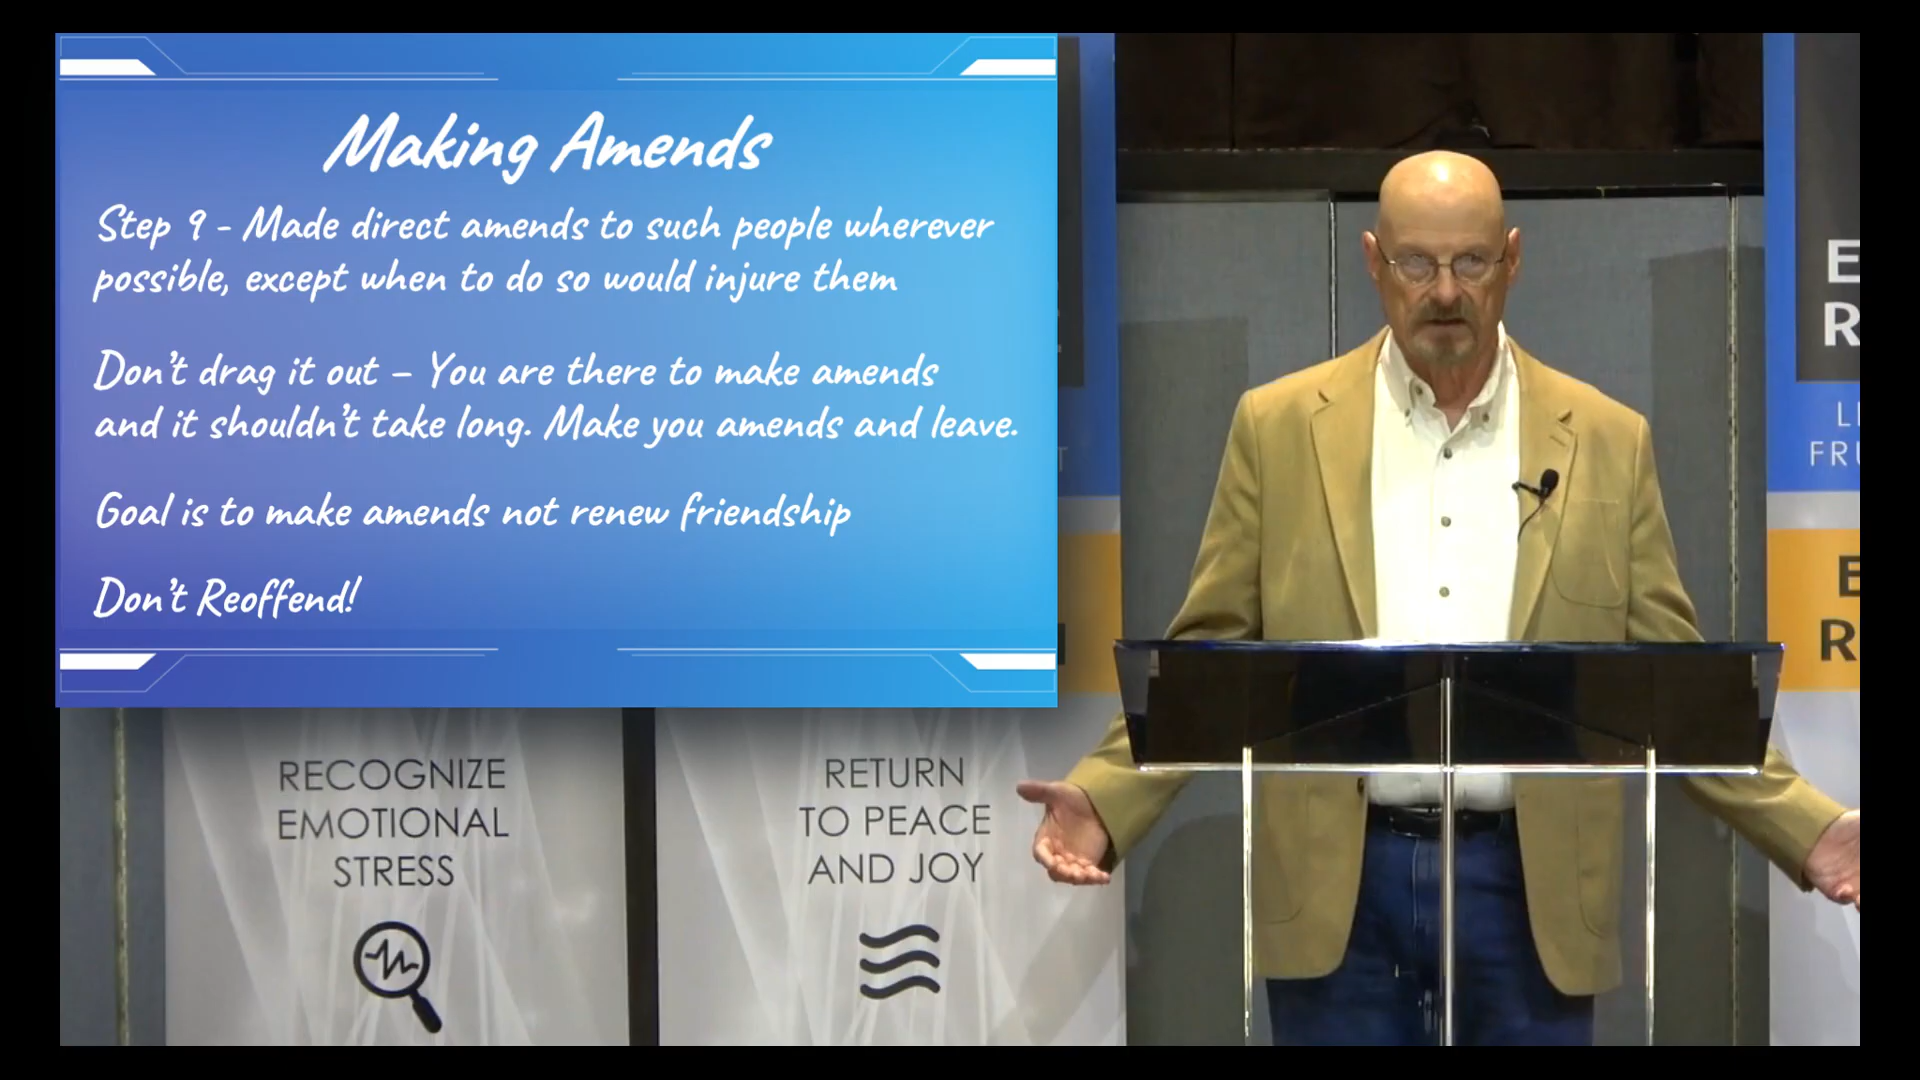 Making Amends
Step 9 - Made direct amends to such people wherever
possible, except when to do so would injure them
Don't drag it out – You are there to make amends
and it shouldn't take long. Make you amends and leave.
Goal is to make amends not renew friendship
Don't Reoffend!
RECOGNIZE
EMOTIONAL
STRESS
RETURN
TO PEACE
AND JOY